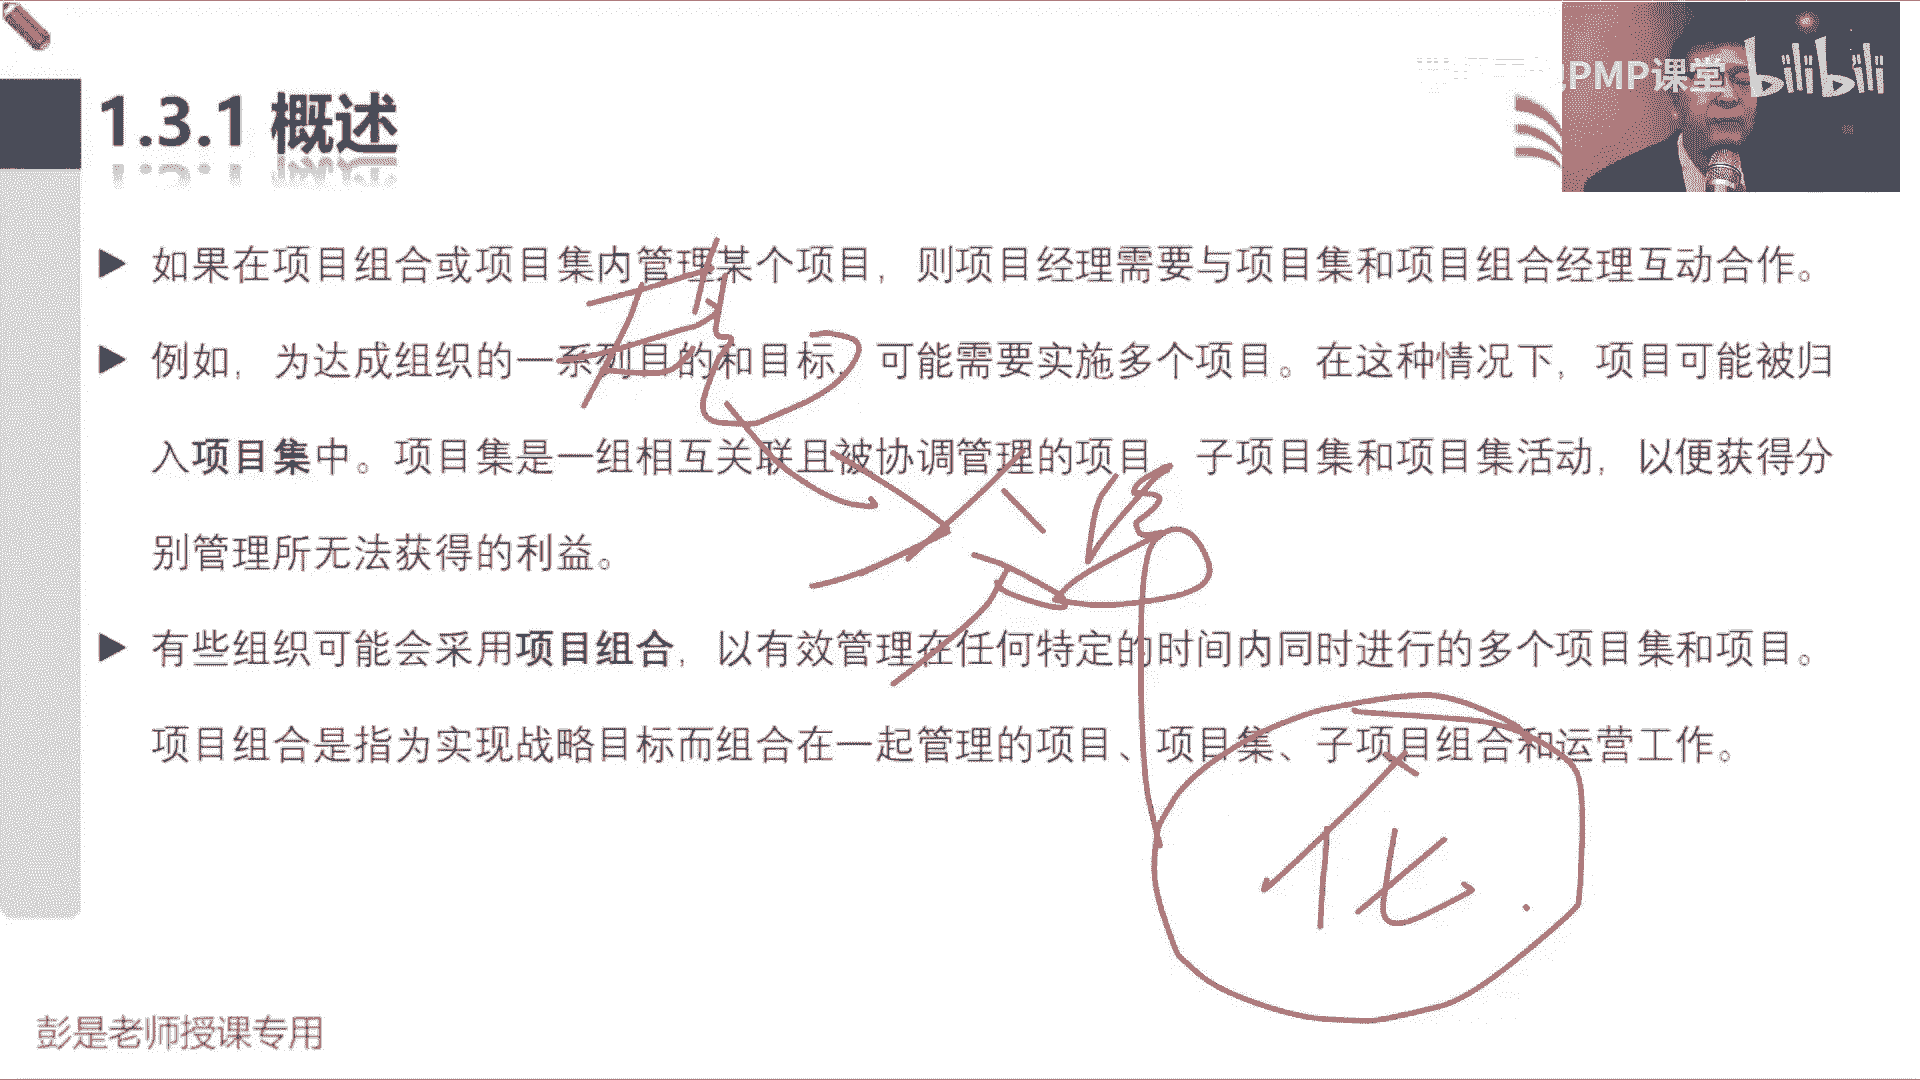 PMP课堂 bilibili
1.3.1 概述
如果在项目组合或项目集内管理某个项目，则项目经理需要与项目集和项目组合经理互动合作。
例如，为达成组织的一系列目的和目标，可能需要实施多个项目。在这种情况下，项目可能被归
入项目集中。项目集是一组相互关联且被协调管理的项目、子项目集和项目集活动，以便获得分
别管理所无法获得的利益。
有些组织可能会采用项目组合，以有效管理在任何特定的时间内同时进行的多个项目集和项目。
项目组合是指为实现战略目标而组合在一起管理的项目、项目集、子项目组合和运营工作。
化
彭是老师授课专用